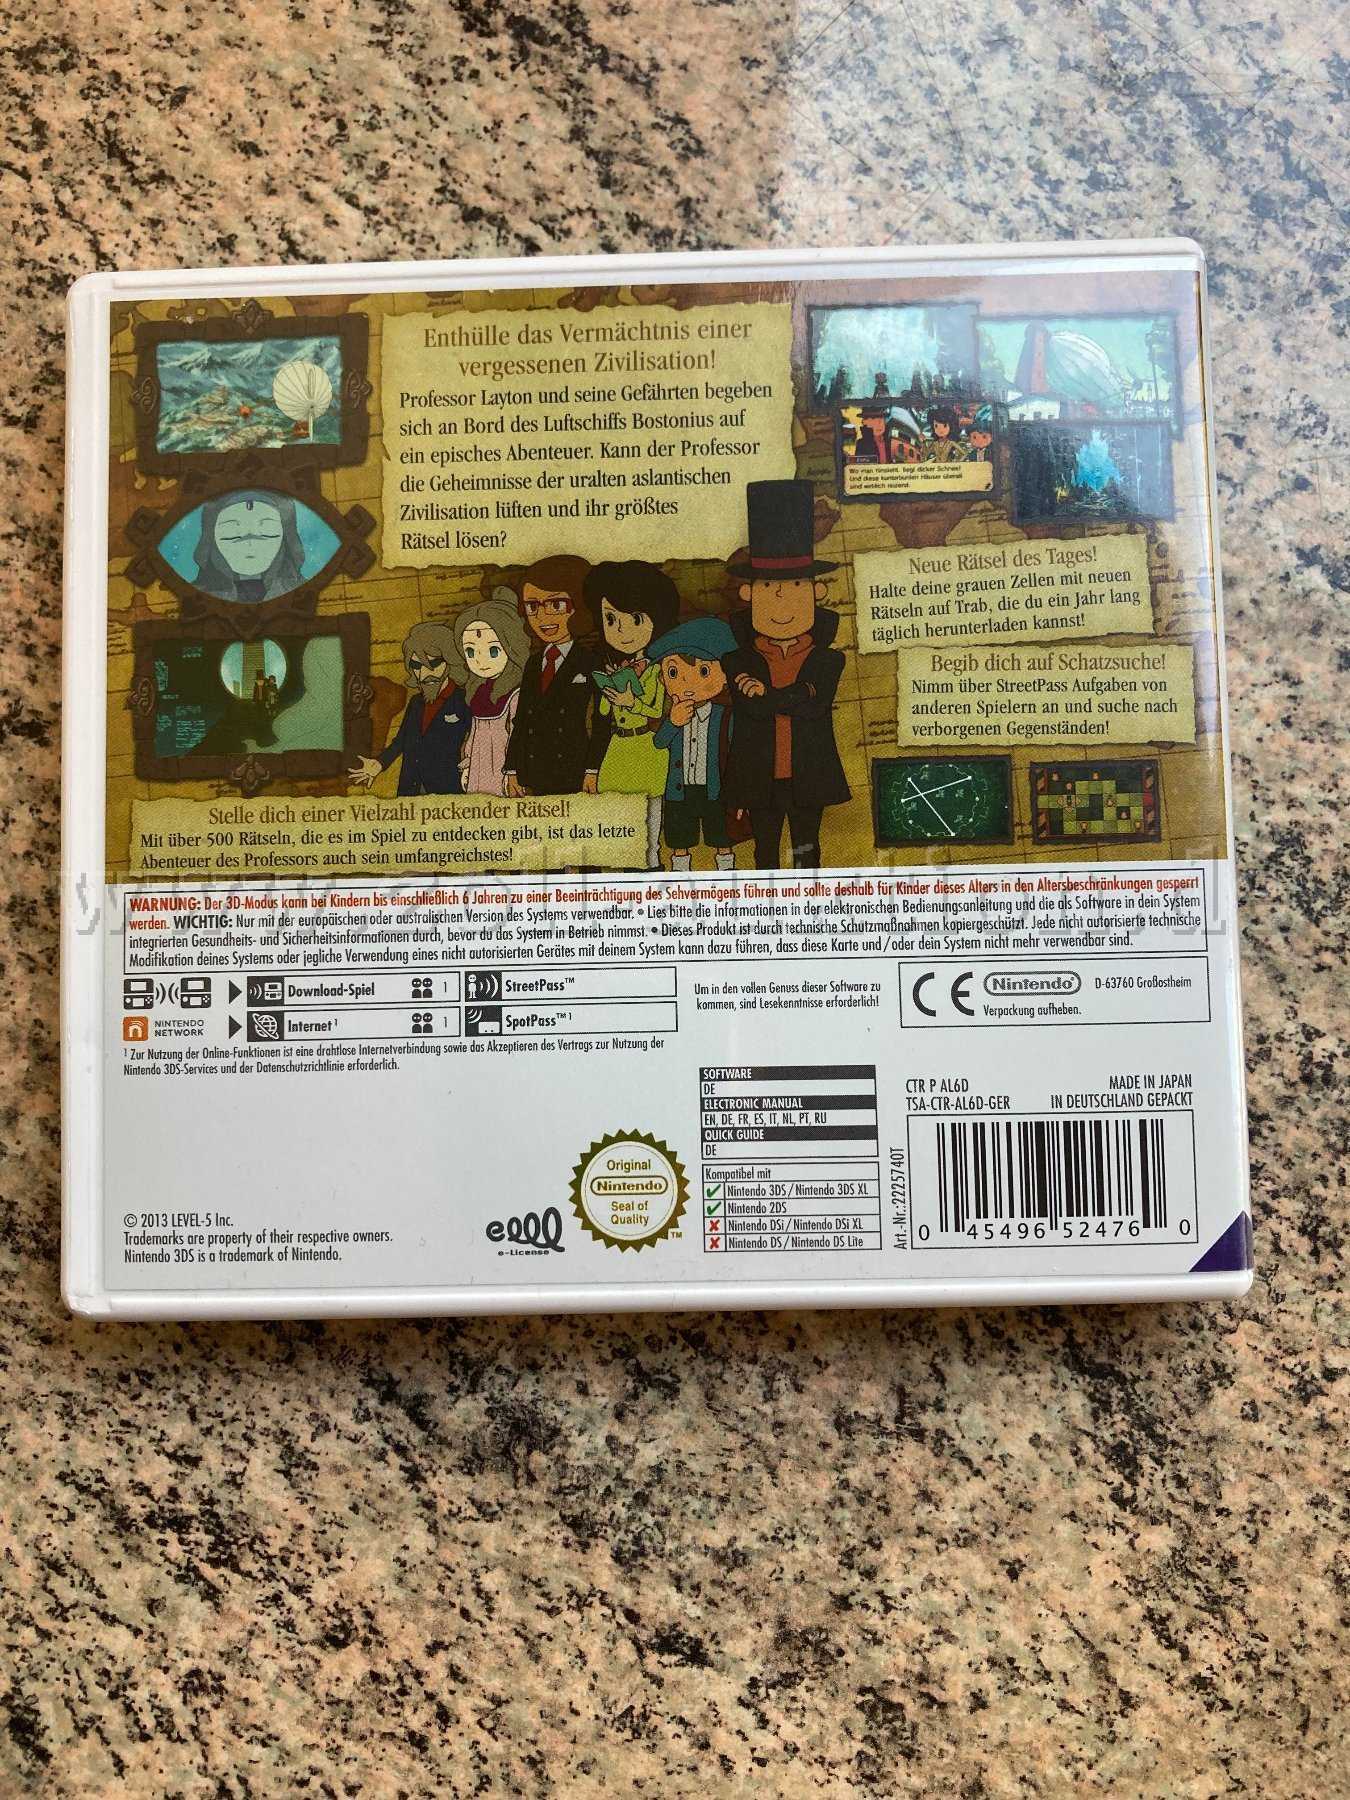 Enthülle das Vermächtnis einer
vergessenen Zivilisation!
Professor Layton und seine Gefährten begeben
sich an Bord des Luftschiffs Bostonius auf
ein episches Abenteuer. Kann der Professor
die Geheimnisse der uralten aslantischen
Zivilisation lüften und ihr größtes
Rätsel lösen?
Wo man hinsieht, liegt dicker Schnee!
Und diese kunterbunten Häuser überall
sind wirklich reizend.
Neue Rätsel des Tages!
Halte deine grauen Zellen mit neuen
Rätseln auf Trab, die du ein Jahr lang
täglich herunterladen kannst!
Begib dich auf Schatzsuche!
Nimm über StreetPass Aufgaben von
anderen Spielern an und suche nach
verborgenen Gegenständen!
Stelle dich einer Vielzahl packender Rätsel!
Mit über 500 Rätseln, die es im Spiel zu entdecken gibt, ist das letzte
Abenteuer des Professors auch sein umfangreichstes!
WARNUNG: Der 3D-Modus kann bei Kindern bis einschließlich 6 Jahren zu einer Beeinträchtigung des Sehvermögens führen und sollte deshalb für Kinder dieses Alters in den Altersbeschränkungen gesperrt
werden. WICHTIG: Nur mit der europäischen oder australischen Version des Systems verwendbar. • Lies bitte die Informationen in der elektronischen Bedienungsanleitung und die als Software in dein System
integrierten Gesundheits- und Sicherheitsinformationen durch, bevor du das System in Betrieb nimmst. • Dieses Produkt ist durch technische Schutzmaßnahmen kopiergeschützt. Jede nicht autorisierte technische
Modifikation deines Systems oder jegliche Verwendung eines nicht autorisierten Gerätes mit deinem System kann dazu führen, dass diese Karte und/oder dein System nicht mehr verwendbar sind.
Download-Spiel 1
StreetPass™
NINTENDO
NETWORK
Internet¹ 1
SpotPass™ ¹
¹ Zur Nutzung der Online-Funktionen ist eine drahtlose Internetverbindung sowie das Akzeptieren des Vertrags zur Nutzung der
Nintendo 3DS-Services und der Datenschutzrichtlinie erforderlich.
Um in den vollen Genuss dieser Software zu
kommen, sind Lesekenntnisse erforderlich!
CE Nintendo® D-63760 Großostheim
Verpackung aufheben.
SOFTWARE
DE
ELECTRONIC MANUAL
EN, DE, FR, ES, IT, NL, PT, RU
QUICK GUIDE
DE
Kompatibel mit
Nintendo 3DS / Nintendo 3DS XL
Nintendo 2DS
Nintendo DSi / Nintendo DSi XL
Nintendo DS / Nintendo DS Lite
CTR P AL6D MADE IN JAPAN
TSA-CTR-AL6D-GER IN DEUTSCHLAND GEPACKT
Art.-Nr.:2225740T
0 45496 52476 0
Original
Nintendo
Seal of
Quality
™
e-License
© 2013 LEVEL-5 Inc.
Trademarks are property of their respective owners.
Nintendo 3DS is a trademark of Nintendo.